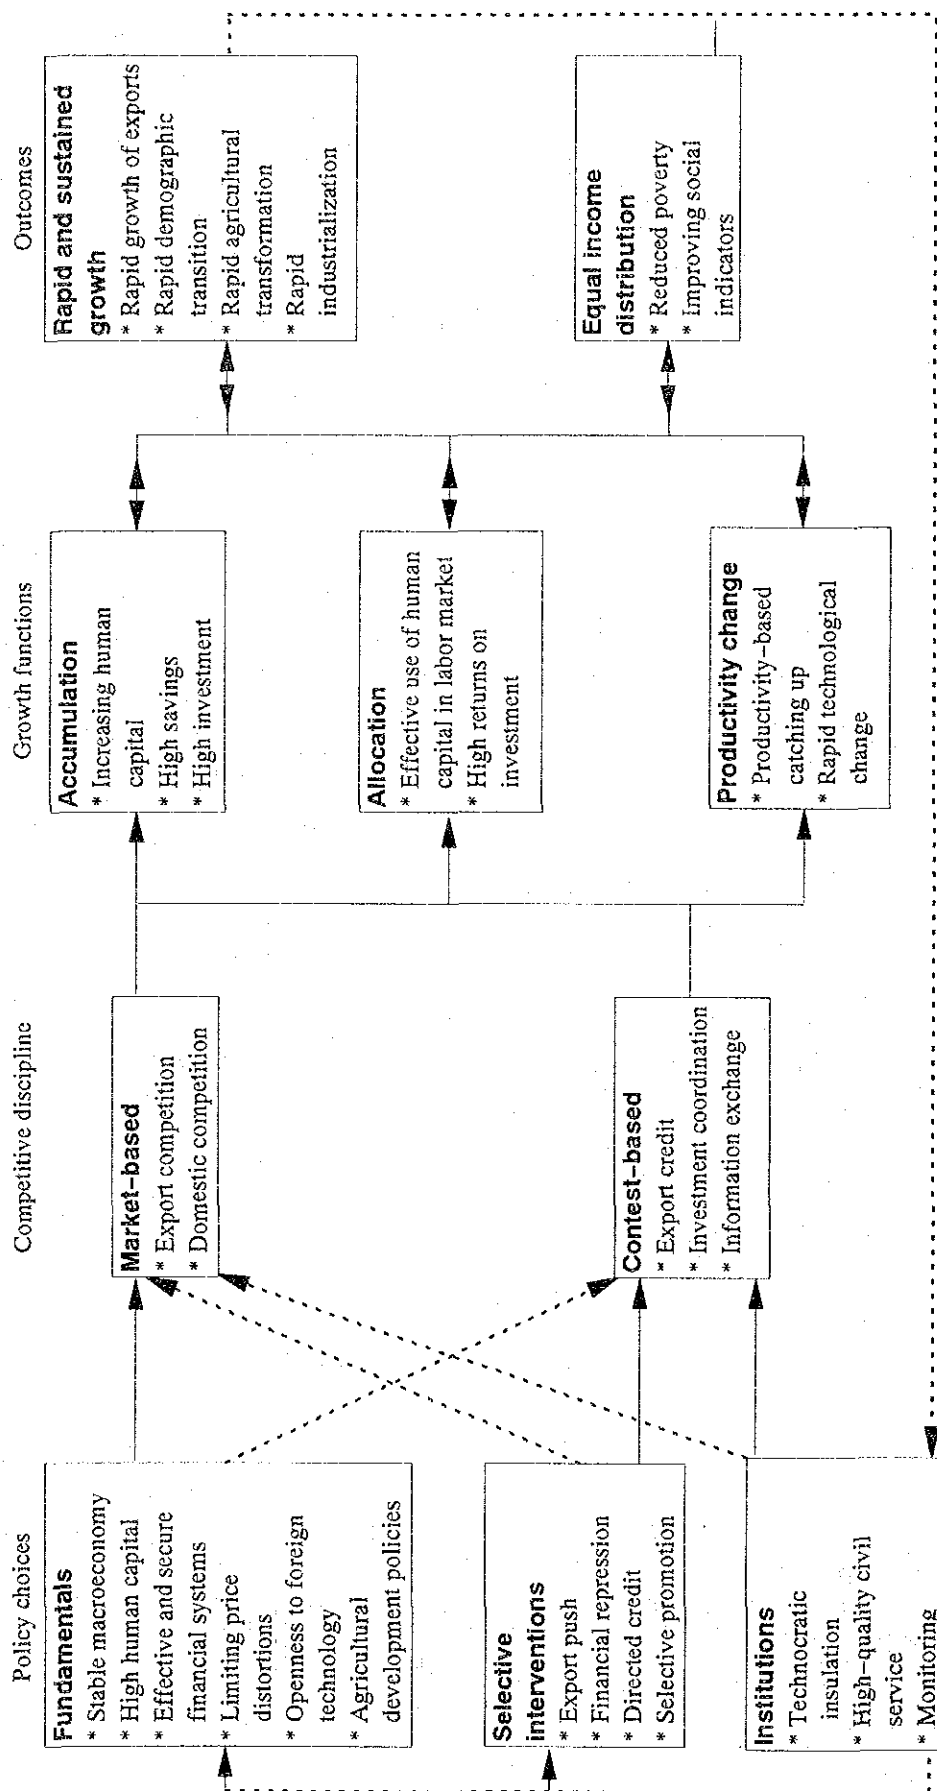 Policy choices
Competitive discipline
Growth functions
Outcomes
Fundamentals
* Stable macroeconomy
* High human capital
* Effective and secure
financial systems
* Limiting price
distortions
* Openness to foreign
technology
* Agricultural
development policies
Selective
interventions
* Export push
* Financial repression
* Directed credit
* Selective promotion
Institutions
* Technocratic
insulation
* High-quality civil
service
* Monitoring
Market-based
* Export competition
* Domestic competition
Contest-based
* Export credit
* Investment coordination
* Information exchange
Accumulation
* Increasing human
capital
* High savings
* High investment
Allocation
* Effective use of human
capital in labor market
* High returns on
investment
Productivity change
* Productivity-based
catching up
* Rapid technological
change
Rapid and sustained
growth
* Rapid growth of exports
* Rapid demographic
transition
* Rapid agricultural
transformation
* Rapid
industrialization
Equal income
distribution
* Reduced poverty
* Improving social
indicators